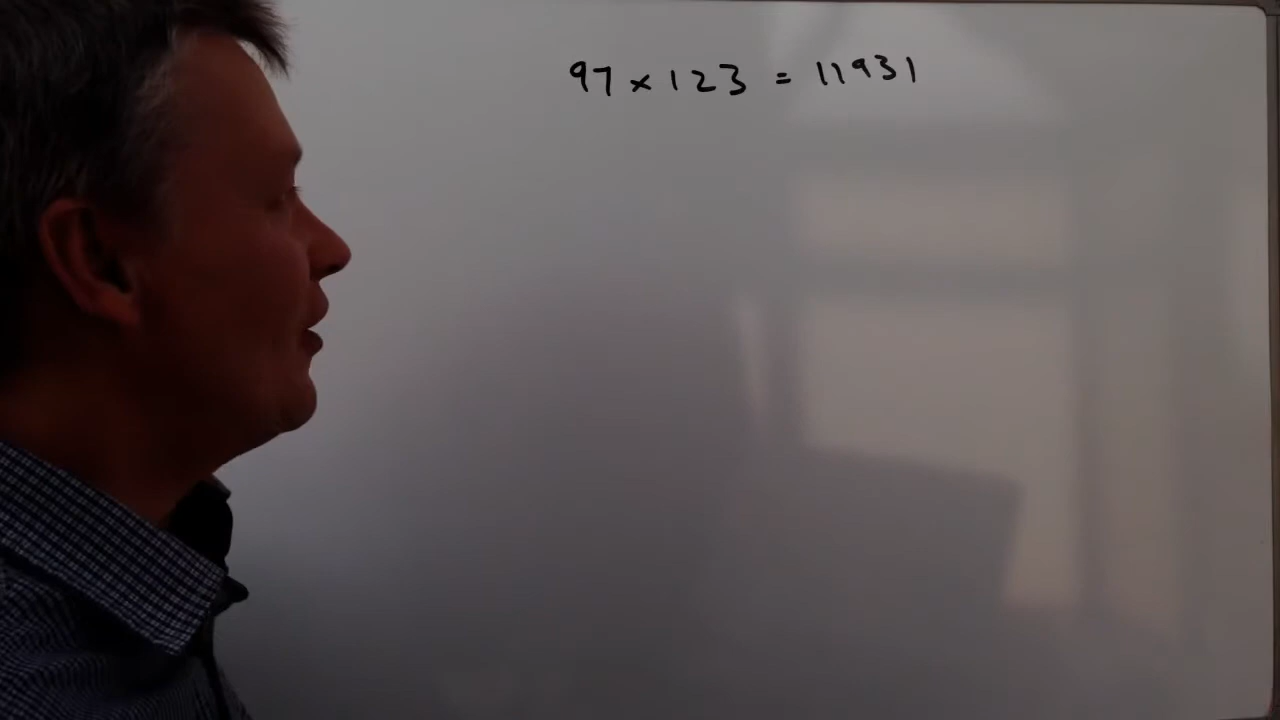 97 × 123 = 11931